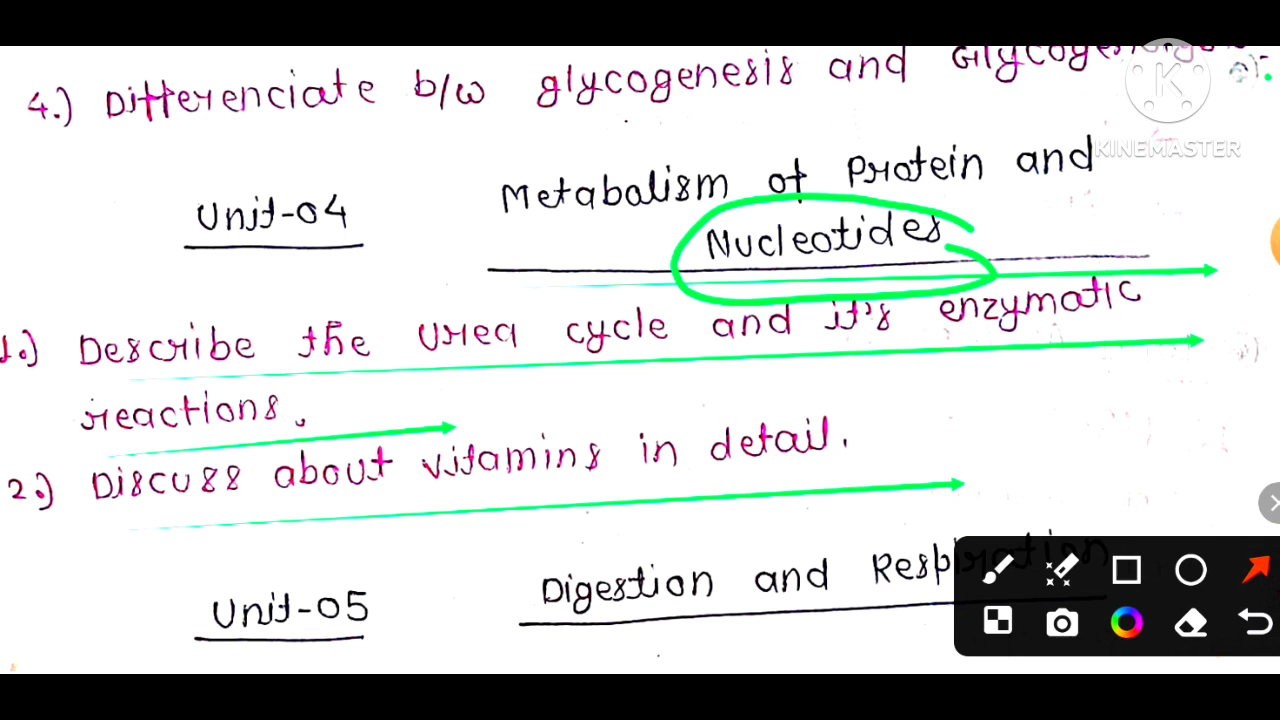 4.) Differenciate b/w glycogenesis and
KINEMASTER
Unit-04 Metabolism of Protein and
Nucleotides
1.) Describe the urea cycle and it's enzymatic
reactions.
2.) Discuss about vitamins in detail.
Unit-05 Digestion and Respiration